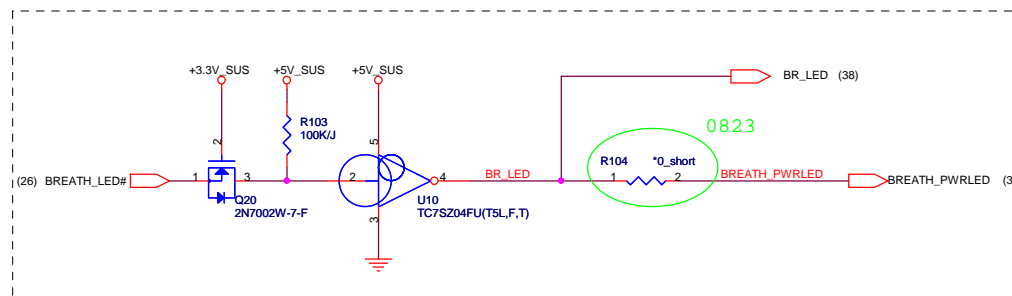 +3.3V_SUS
+5V_SUS
+5V_SUS
BR_LED (38)
0823
R103
100K/J
2
5
R104
*0_short
(26) BREATH_LED#
1
3
2
4
BR_LED
1
2
BREATH_PWRLED
BREATH_PWRLED (3
Q20
2N7002W-7-F
3
U10
TC7SZ04FU(T5L,F,T)